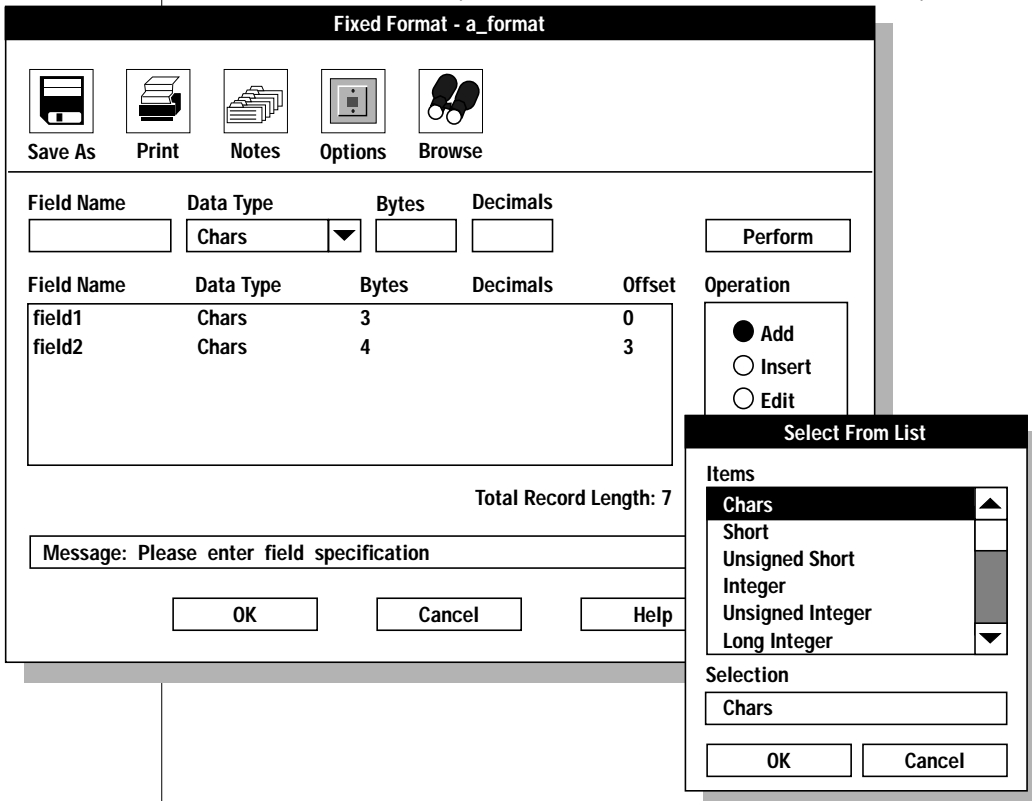 Fixed Format - a_format
Save As Print Notes Options Browse
Field Name Data Type Bytes Decimals
Chars
Perform
Field Name Data Type Bytes Decimals Offset Operation
field1 Chars 3 0
field2 Chars 4 3
Add
Insert
Edit
Total Record Length: 7
Message: Please enter field specification
OK Cancel Help
Select From List
Items
Chars
Short
Unsigned Short
Integer
Unsigned Integer
Long Integer
Selection
Chars
OK Cancel